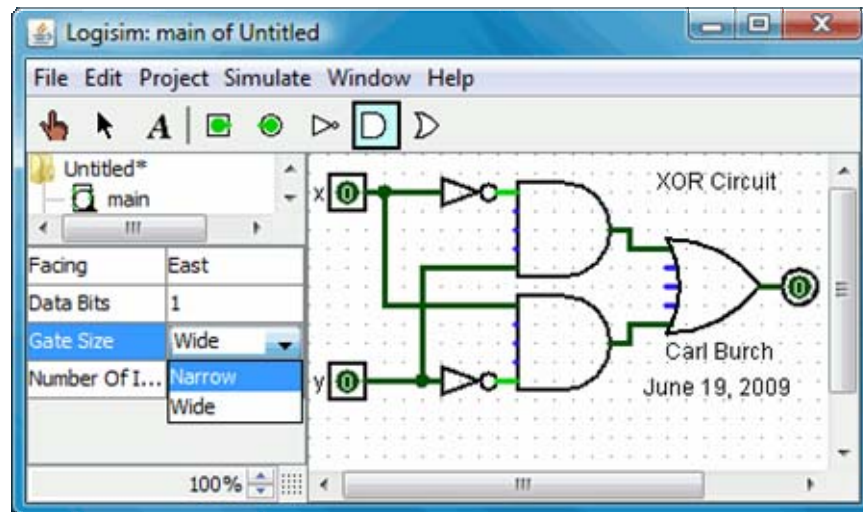 Logisim: main of Untitled
File Edit Project Simulate Window Help
A
Untitled*
main
Facing East
Data Bits 1
Gate Size Wide
Number Of I... Narrow
Wide
100%
XOR Circuit
x 0
0
y 0
Carl Burch
June 19, 2009